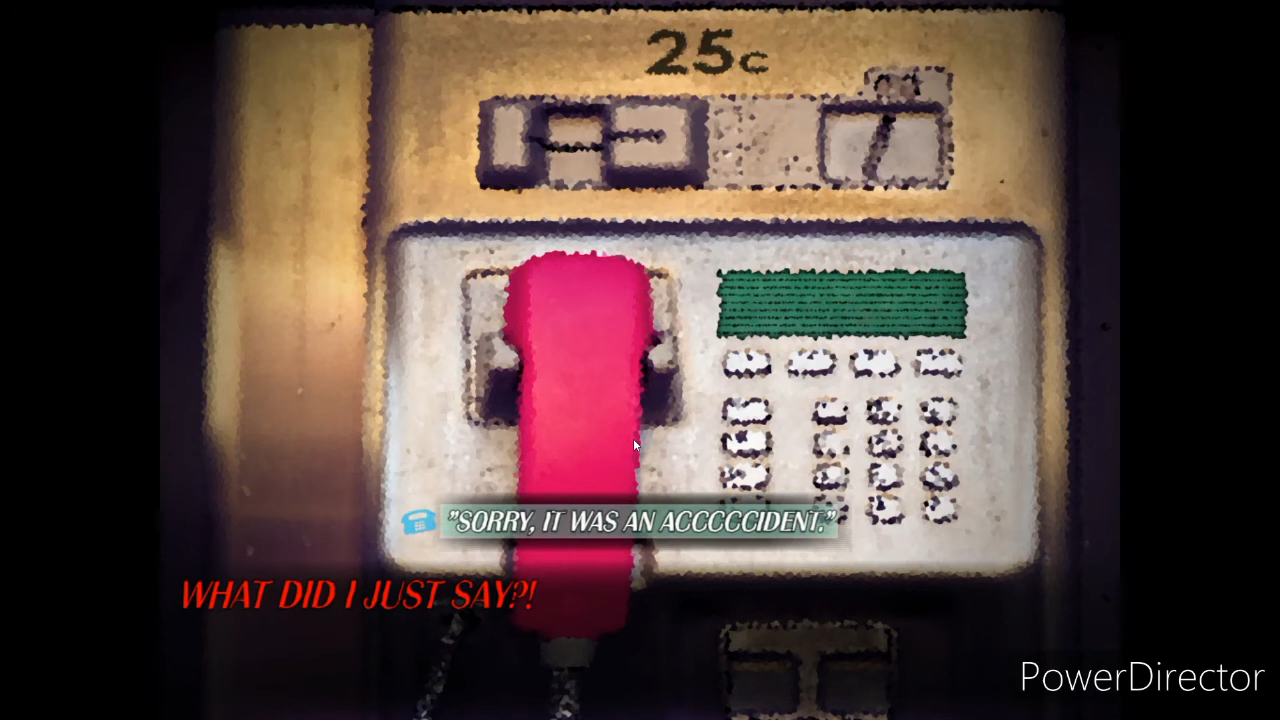 25c
"SORRY, IT WAS AN ACCCCCIDENT."
WHAT DID I JUST SAY?!
PowerDirector